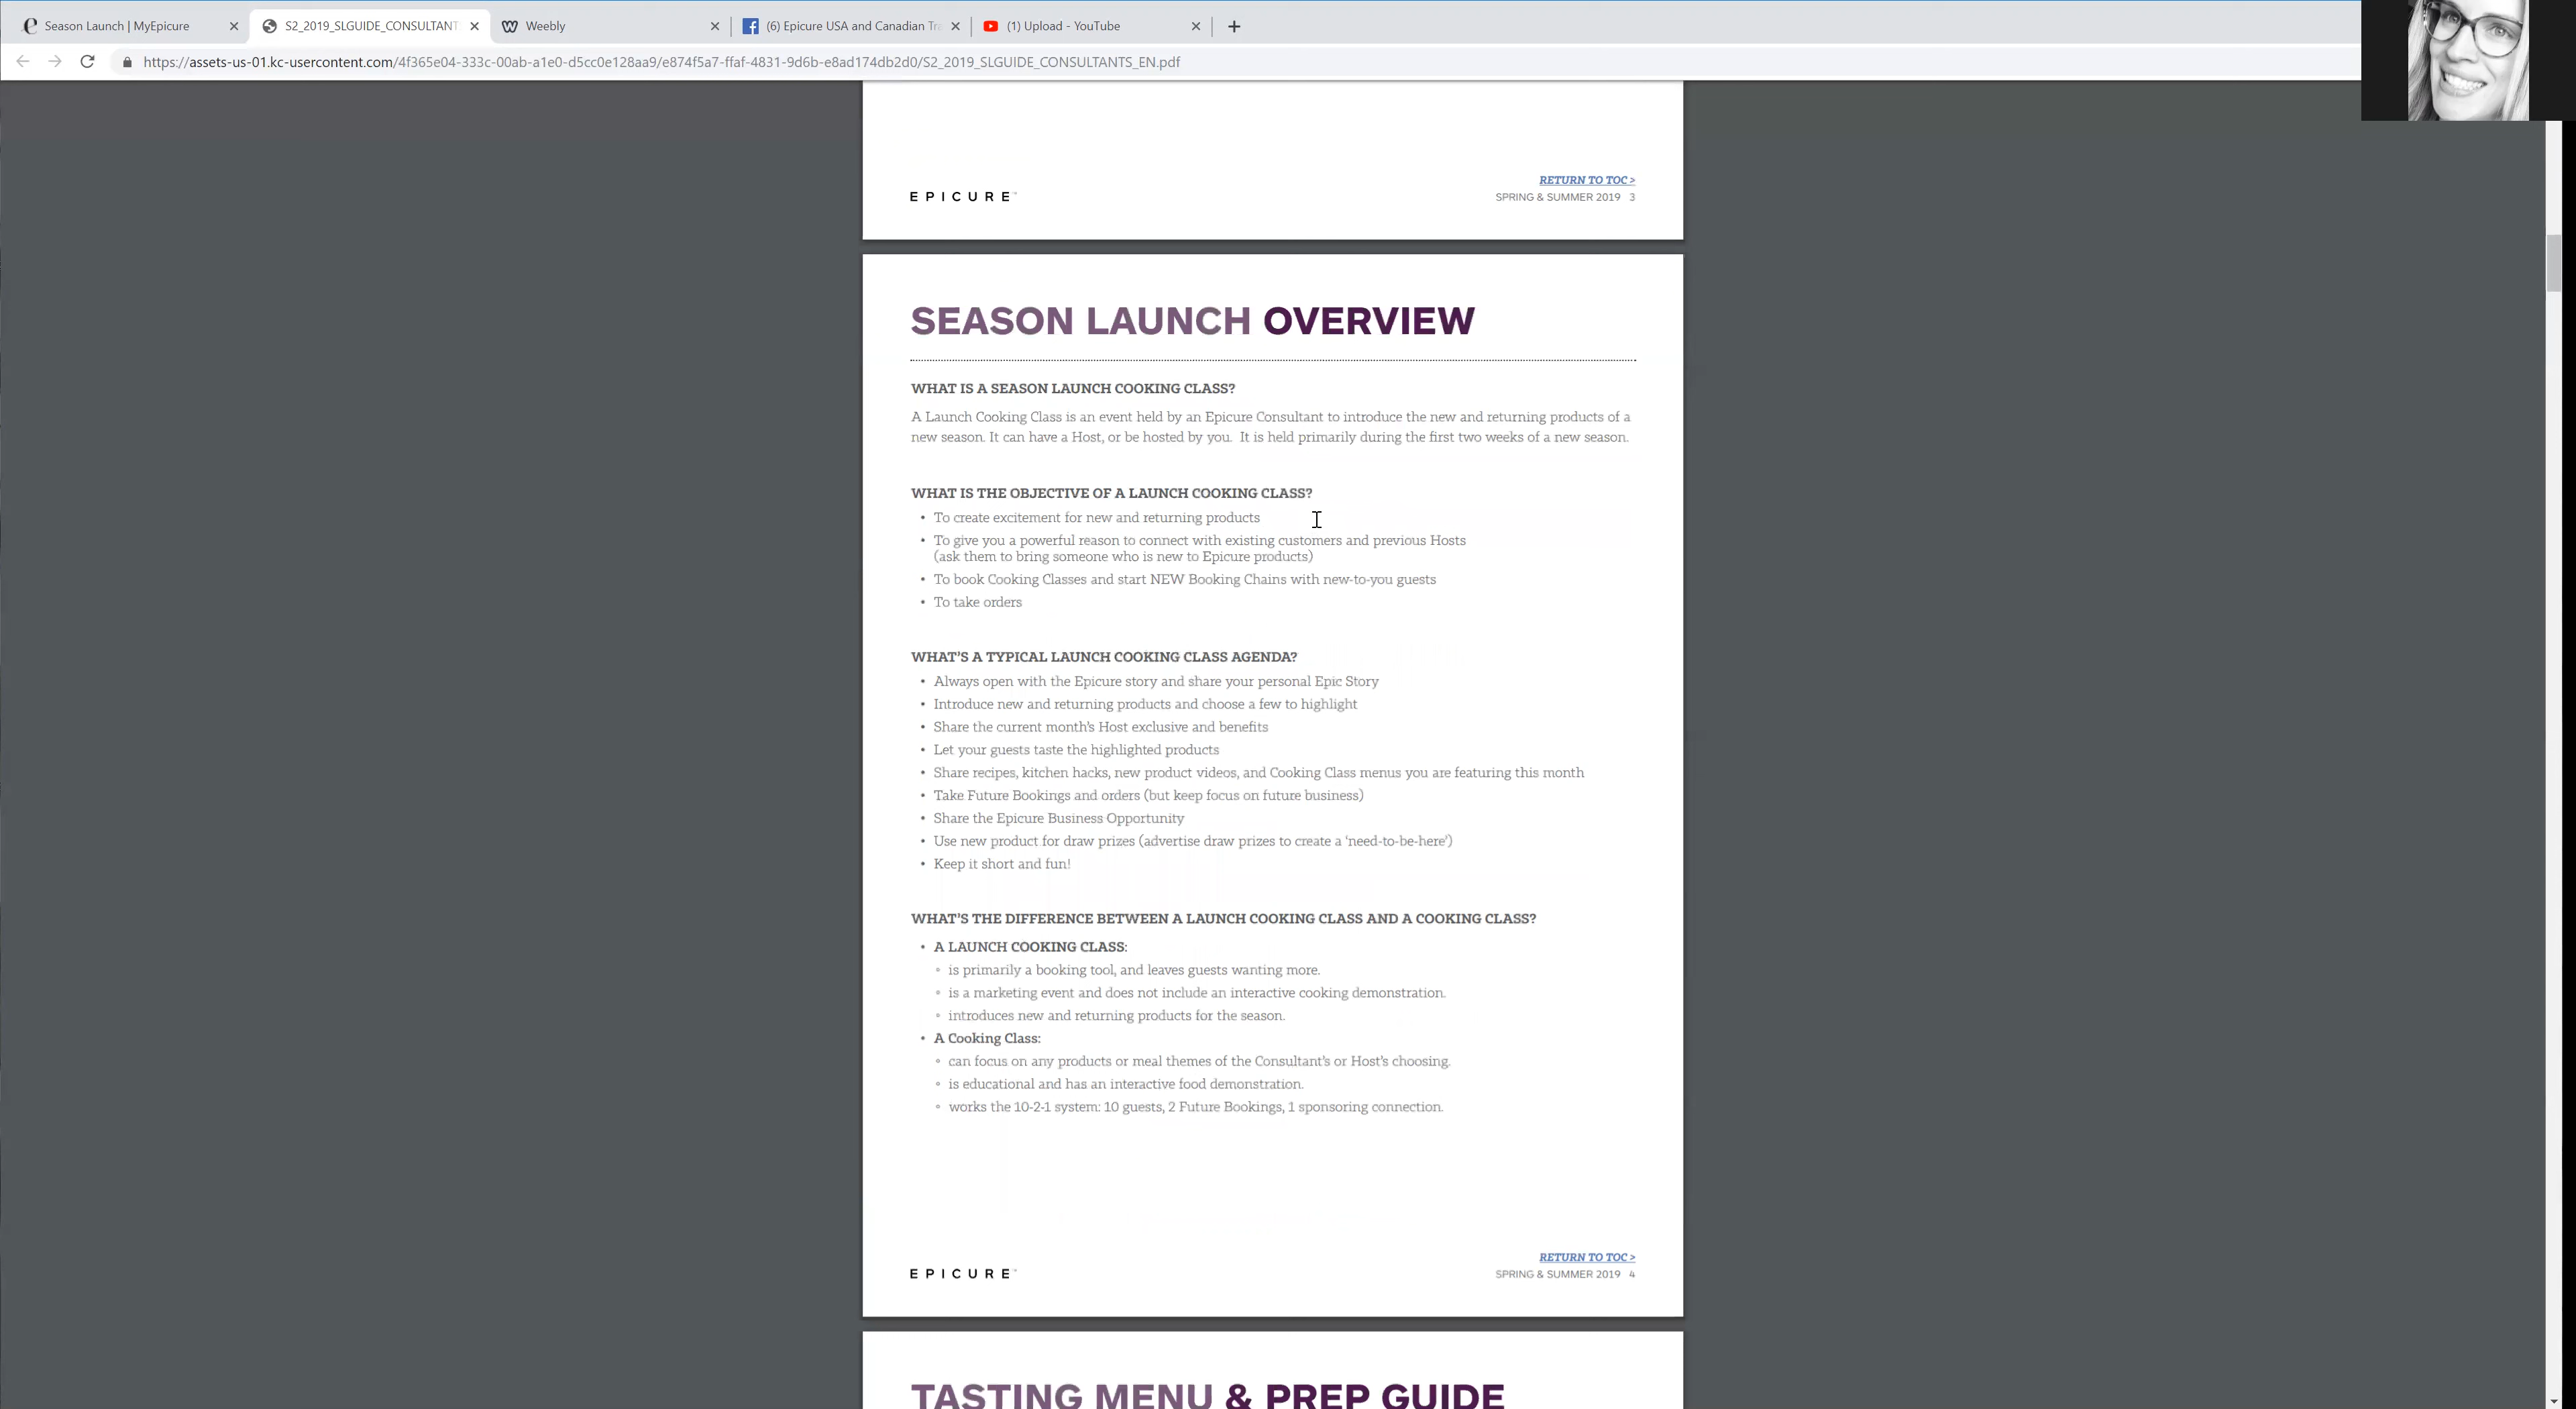 Season Launch | MyEpicure
S2_2019_SLGUIDE_CONSULTANT
Weebly
(6) Epicure USA and Canadian Tra
(1) Upload - YouTube
https://assets-us-01.kc-usercontent.com/4f365e04-333c-00ab-a1e0-d5cc0e128aa9/e874f5a7-ffaf-4831-9d6b-e8ad174db2d0/S2_2019_SLGUIDE_CONSULTANTS_EN.pdf
RETURN TO TOC >
EPICURE
SPRING & SUMMER 2019 3
SEASON LAUNCH OVERVIEW
WHAT IS A SEASON LAUNCH COOKING CLASS?
A Launch Cooking Class is an event held by an Epicure Consultant to introduce the new and returning products of a
new season. It can have a Host, or be hosted by you. It is held primarily during the first two weeks of a new season.
WHAT IS THE OBJECTIVE OF A LAUNCH COOKING CLASS?
• To create excitement for new and returning products
• To give you a powerful reason to connect with existing customers and previous Hosts
(ask them to bring someone who is new to Epicure products)
• To book Cooking Classes and start NEW Booking Chains with new-to-you guests
• To take orders
WHAT'S A TYPICAL LAUNCH COOKING CLASS AGENDA?
• Always open with the Epicure story and share your personal Epic Story
• Introduce new and returning products and choose a few to highlight
• Share the current month's Host exclusive and benefits
• Let your guests taste the highlighted products
• Share recipes, kitchen hacks, new product videos, and Cooking Class menus you are featuring this month
• Take Future Bookings and orders (but keep focus on future business)
• Share the Epicure Business Opportunity
• Use new product for draw prizes (advertise draw prizes to create a 'need-to-be-here')
• Keep it short and fun!
WHAT'S THE DIFFERENCE BETWEEN A LAUNCH COOKING CLASS AND A COOKING CLASS?
• A LAUNCH COOKING CLASS:
◦ is primarily a booking tool, and leaves guests wanting more.
◦ is a marketing event and does not include an interactive cooking demonstration.
◦ introduces new and returning products for the season.
• A Cooking Class:
◦ can focus on any products or meal themes of the Consultant's or Host's choosing.
◦ is educational and has an interactive food demonstration.
◦ works the 10-2-1 system: 10 guests, 2 Future Bookings, 1 sponsoring connection.
RETURN TO TOC >
EPICURE
SPRING & SUMMER 2019 4
TASTING MENU & PREP GUIDE